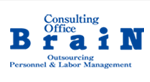 Consulting
Office
BraiN
Outsourcing
Personnel & Labor Management